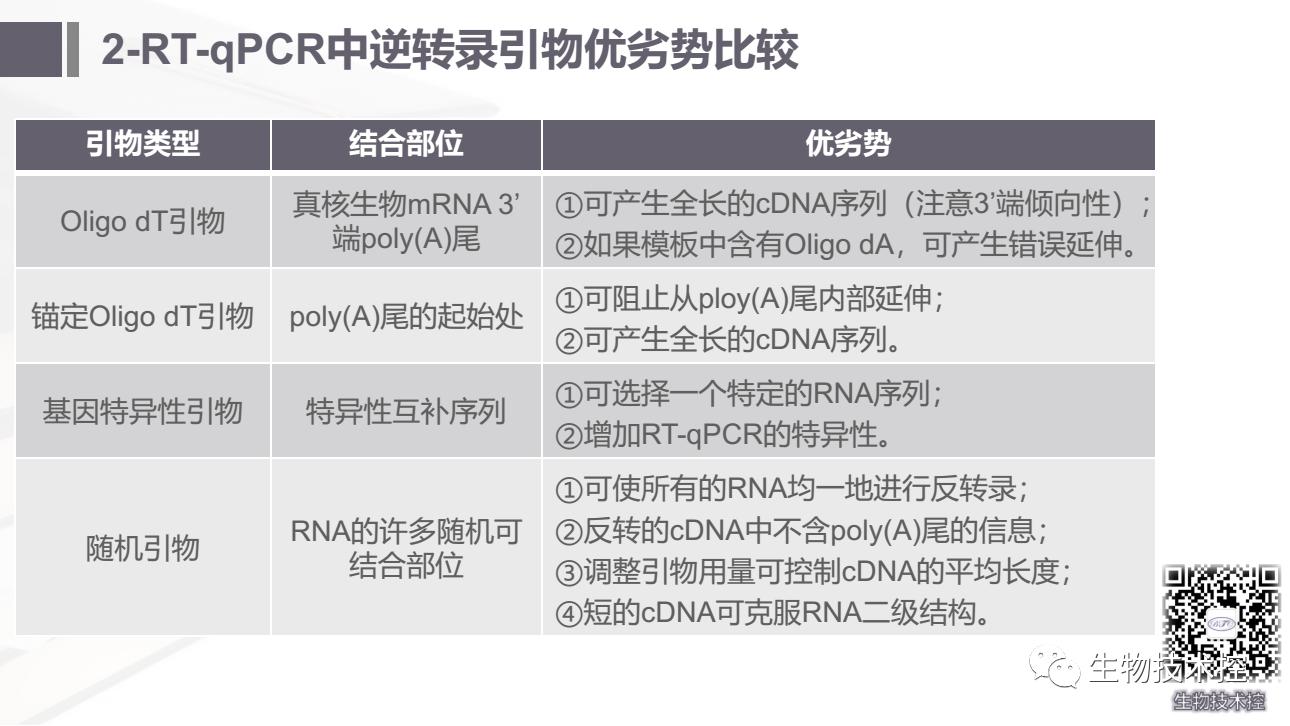 2-RT-qPCR中逆转录引物优劣势比较
引物类型
结合部位
优劣势
Oligo dT引物
真核生物mRNA 3’
端poly(A)尾
①可产生全长的cDNA序列（注意3’端倾向性）;
②如果模板中含有Oligo dA，可产生错误延伸。
锚定Oligo dT引物
poly(A)尾的起始处
①可阻止从ploy(A)尾内部延伸；
②可产生全长的cDNA序列。
基因特异性引物
特异性互补序列
①可选择一个特定的RNA序列；
②增加RT-qPCR的特异性。
随机引物
RNA的许多随机可
结合部位
①可使所有的RNA均一地进行反转录；
②反转的cDNA中不含poly(A)尾的信息；
③调整引物用量可控制cDNA的平均长度；
④短的cDNA可克服RNA二级结构。
生物技术控
生物技术控